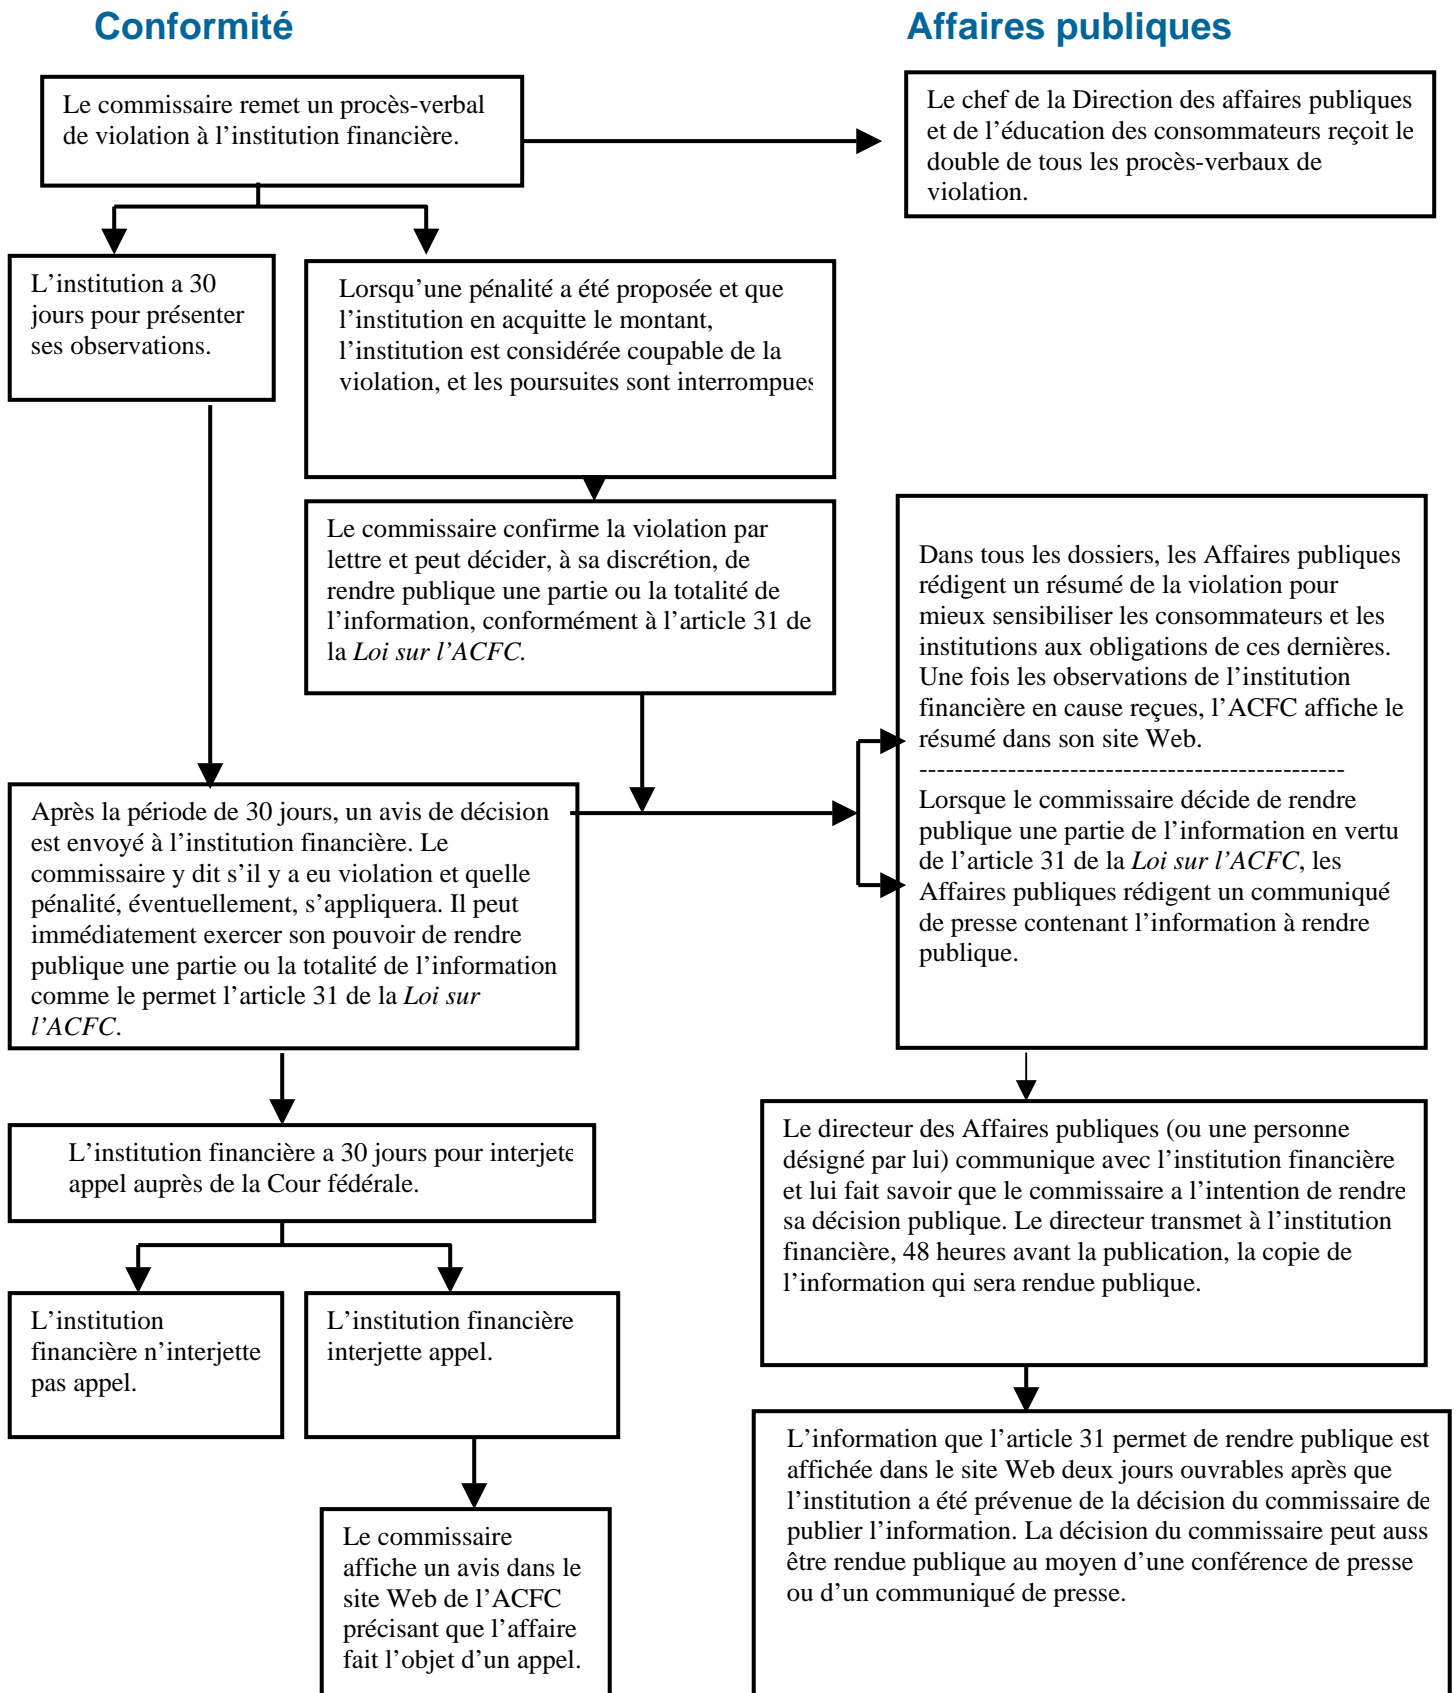 Conformité
Affaires publiques
Le commissaire remet un procès-verbal
de violation à l’institution financière.
Le chef de la Direction des affaires publiques
et de l’éducation des consommateurs reçoit le
double de tous les procès-verbaux de
violation.
L’institution a 30
jours pour présenter
ses observations.
Lorsqu’une pénalité a été proposée et que
l’institution en acquitte le montant,
l’institution est considérée coupable de la
violation, et les poursuites sont interrompues
Le commissaire confirme la violation par
lettre et peut décider, à sa discrétion, de
rendre publique une partie ou la totalité de
l’information, conformément à l’article 31 de
la Loi sur l’ACFC.
Dans tous les dossiers, les Affaires publiques
rédigent un résumé de la violation pour
mieux sensibiliser les consommateurs et les
institutions aux obligations de ces dernières.
Une fois les observations de l’institution
financière en cause reçues, l’ACFC affiche le
résumé dans son site Web.
------------------------------------------------
Lorsque le commissaire décide de rendre
publique une partie de l’information en vertu
de l’article 31 de la Loi sur l’ACFC, les
Affaires publiques rédigent un communiqué
de presse contenant l’information à rendre
publique.
Après la période de 30 jours, un avis de décision
est envoyé à l’institution financière. Le
commissaire y dit s’il y a eu violation et quelle
pénalité, éventuellement, s’appliquera. Il peut
immédiatement exercer son pouvoir de rendre
publique une partie ou la totalité de l’information
comme le permet l’article 31 de la Loi sur
l’ACFC.
L’institution financière a 30 jours pour interjete
appel auprès de la Cour fédérale.
Le directeur des Affaires publiques (ou une personne
désigné par lui) communique avec l’institution financière
et lui fait savoir que le commissaire a l’intention de rendre
sa décision publique. Le directeur transmet à l’institution
financière, 48 heures avant la publication, la copie de
l’information qui sera rendue publique.
L’institution
financière n’interjette
pas appel.
L’institution financière
interjette appel.
Le commissaire
affiche un avis dans le
site Web de l’ACFC
précisant que l’affaire
fait l’objet d’un appel.
L’information que l’article 31 permet de rendre publique est
affichée dans le site Web deux jours ouvrables après que
l’institution a été prévenue de la décision du commissaire de
publier l’information. La décision du commissaire peut auss
être rendue publique au moyen d’une conférence de presse
ou d’un communiqué de presse.